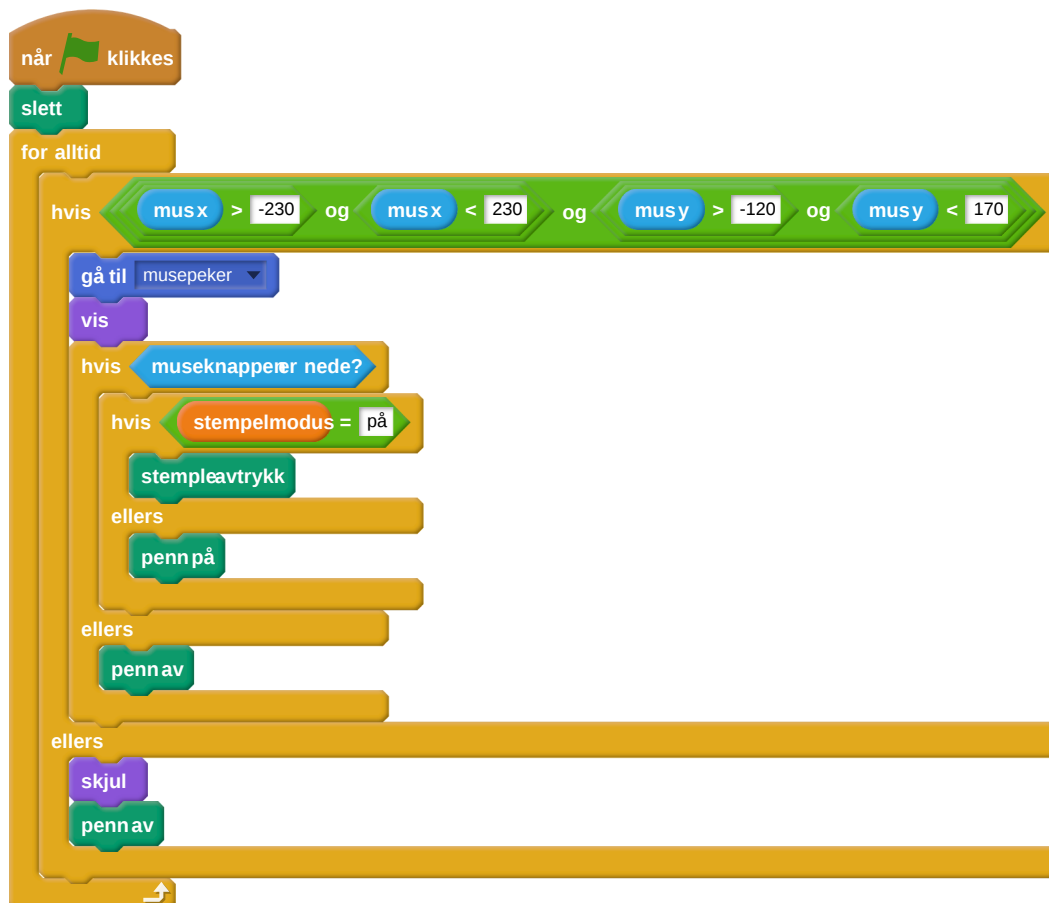 når klikkes
slett
for alltid
hvis mus x > -230 og mus x < 230 og mus y > -120 og mus y < 170
gå til musepeker
vis
hvis museknappen er nede?
hvis stempelmodus = på
stemple avtrykk
ellers
penn på
ellers
penn av
ellers
skjul
penn av